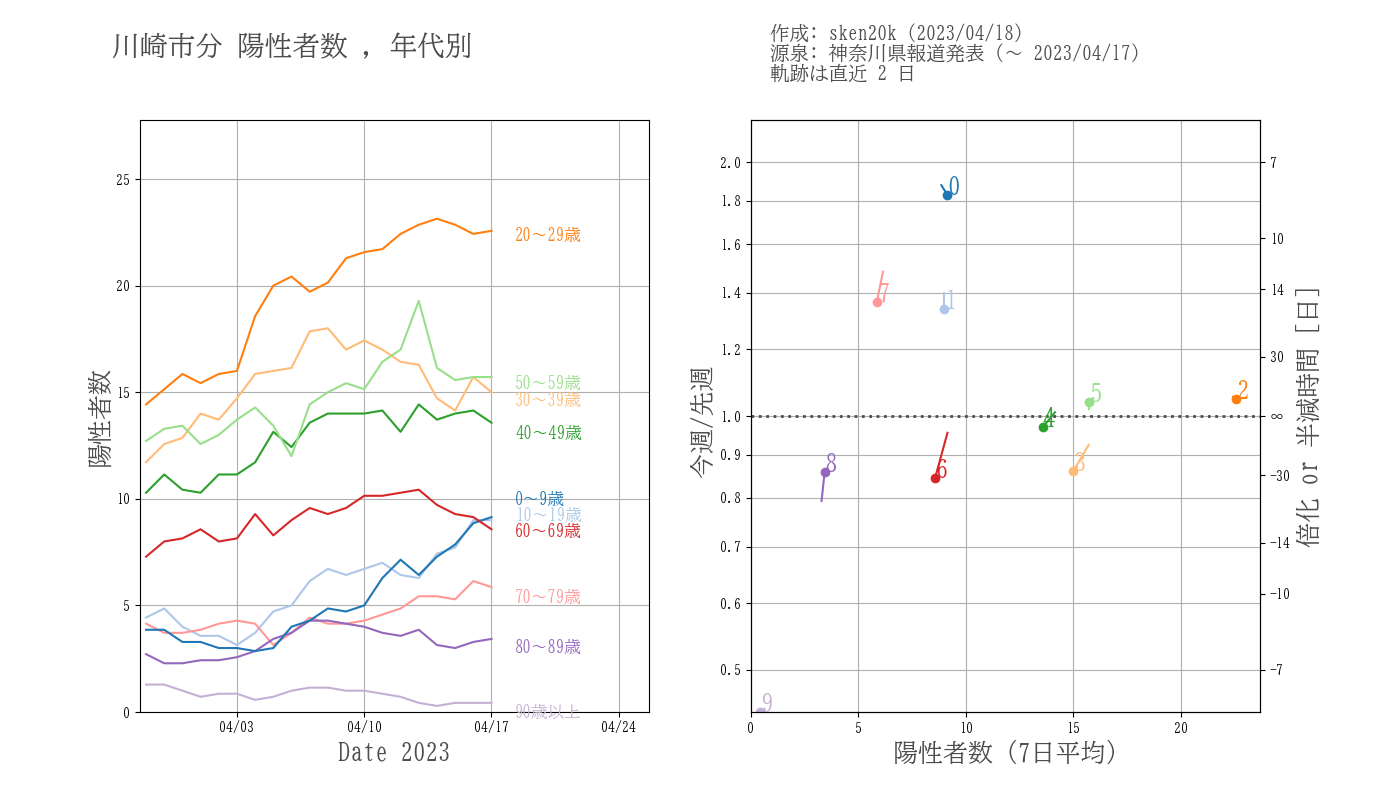 川崎市分 陽性者数 , 年代別
作成: sken20k (2023/04/18)
源泉: 神奈川県報道発表 (～ 2023/04/17)
軌跡は直近 2 日
陽性者数
25
20
15
10
5
0
20～29歳
50～59歳
30～39歳
40～49歳
0～9歳
10～19歳
60～69歳
70～79歳
80～89歳
90歳以上
04/03
04/10
04/17
04/24
Date 2023
今週/先週
2.0
1.8
1.6
1.4
1.2
1.0
0.9
0.8
0.7
0.6
0.5
0
7
1
2
5
4
3
6
8
9
7
10
14
30
∞
-30
-14
-10
-7
倍化 or 半減時間 [日]
0
5
10
15
20
陽性者数 (7日平均)